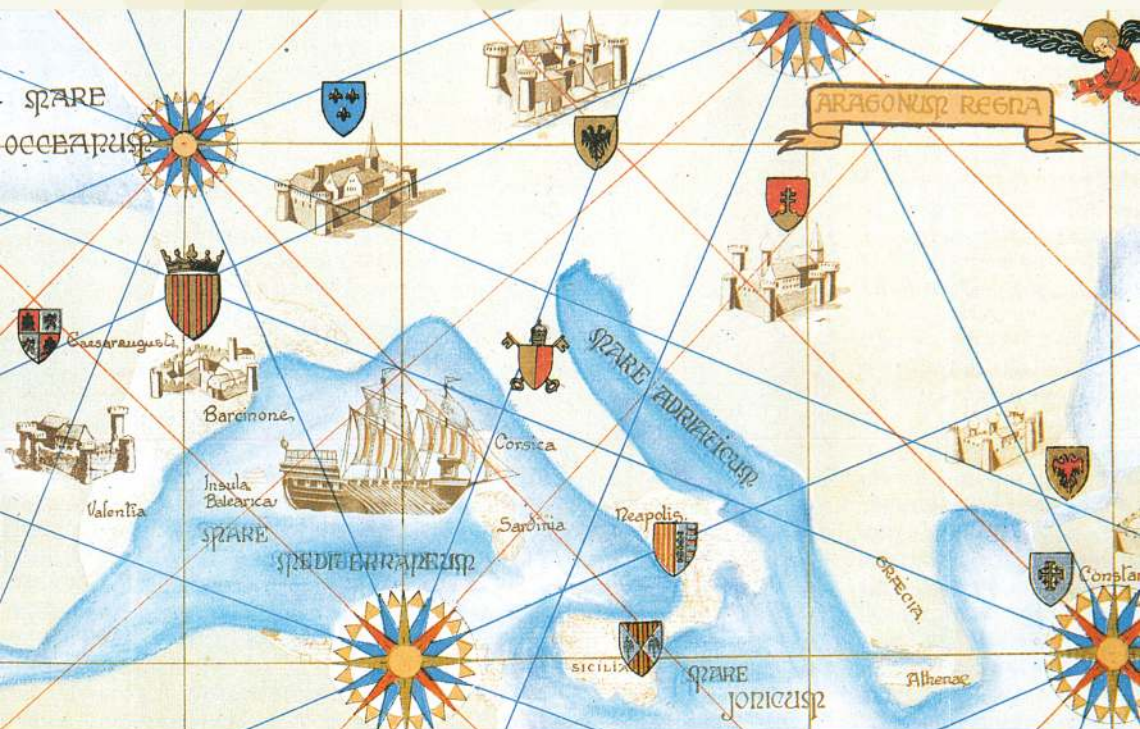 MARE
OCCEANUM
ARAGONUM REGNA
Caesaraugusta
Barcinone
Valentia
Insula
Balearica
MARE
MEDITERRANEUM
Corsica
Sardinia
Neapolis
MARE ADRIATICUM
SICILIA
MARE
JONICUM
GRÆCIA
Athenae
Constan